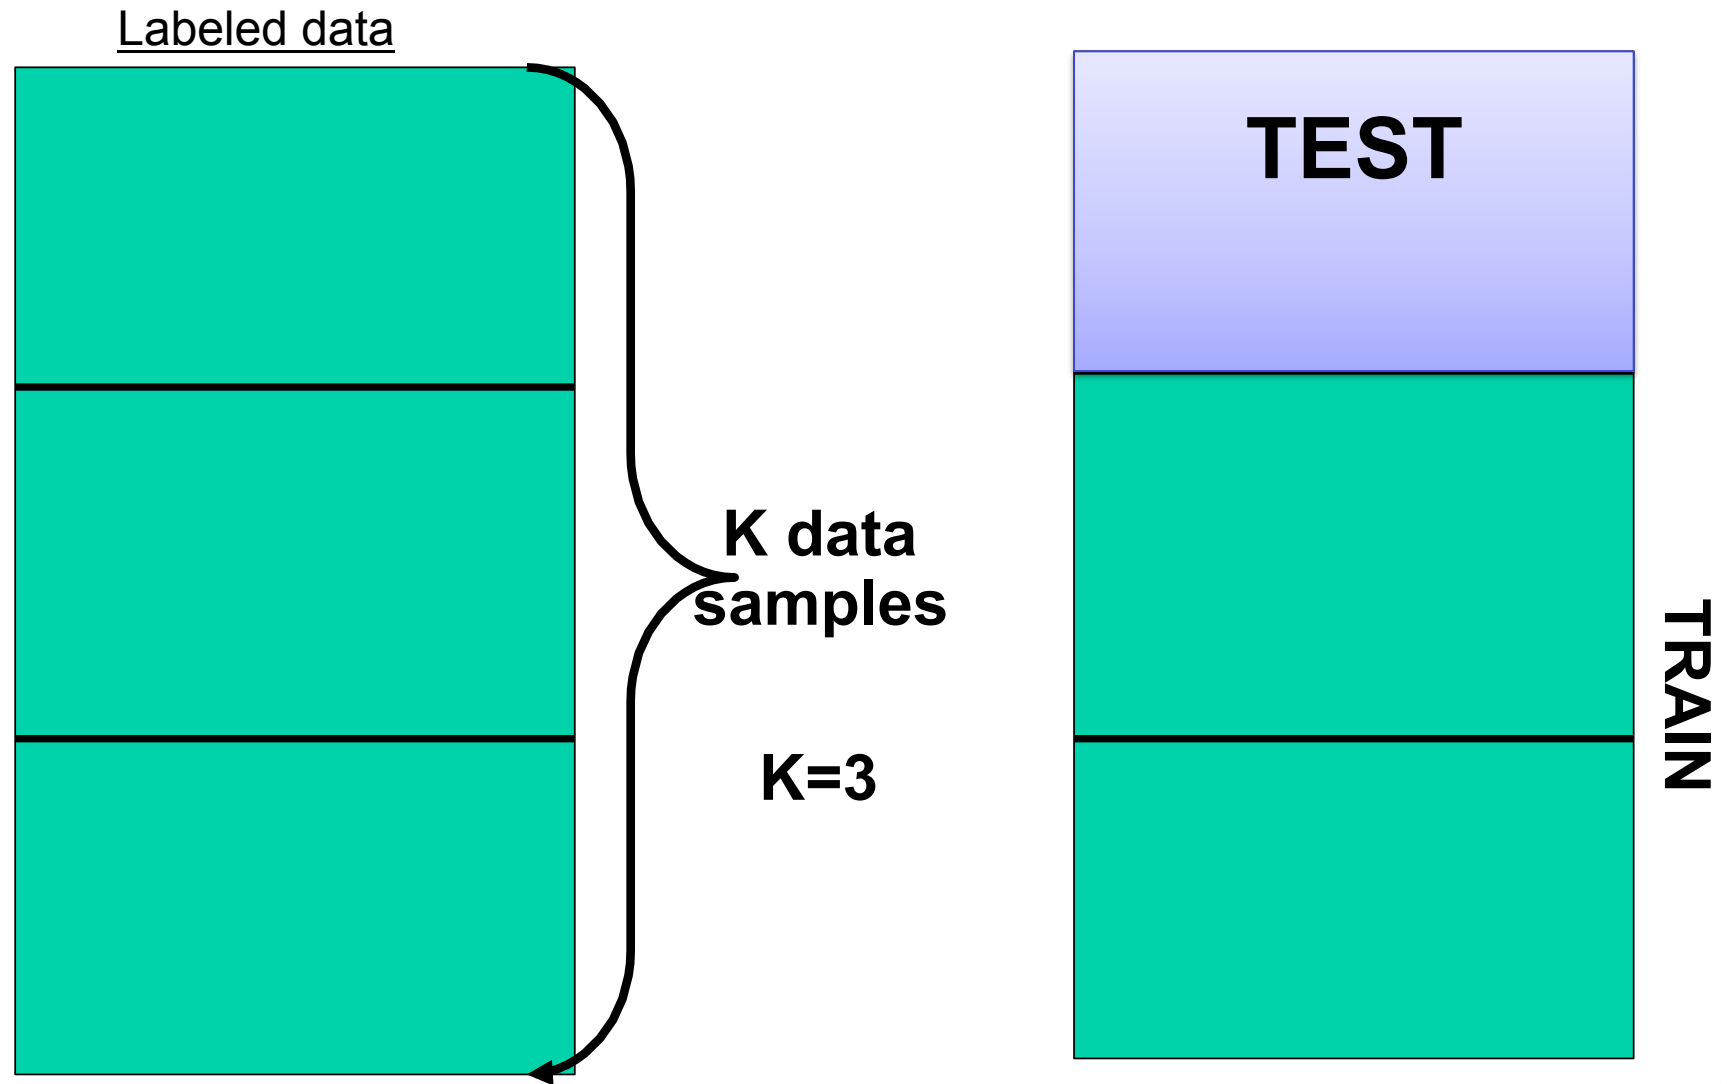 Labeled data
TEST
K data
samples
K=3
TRAIN